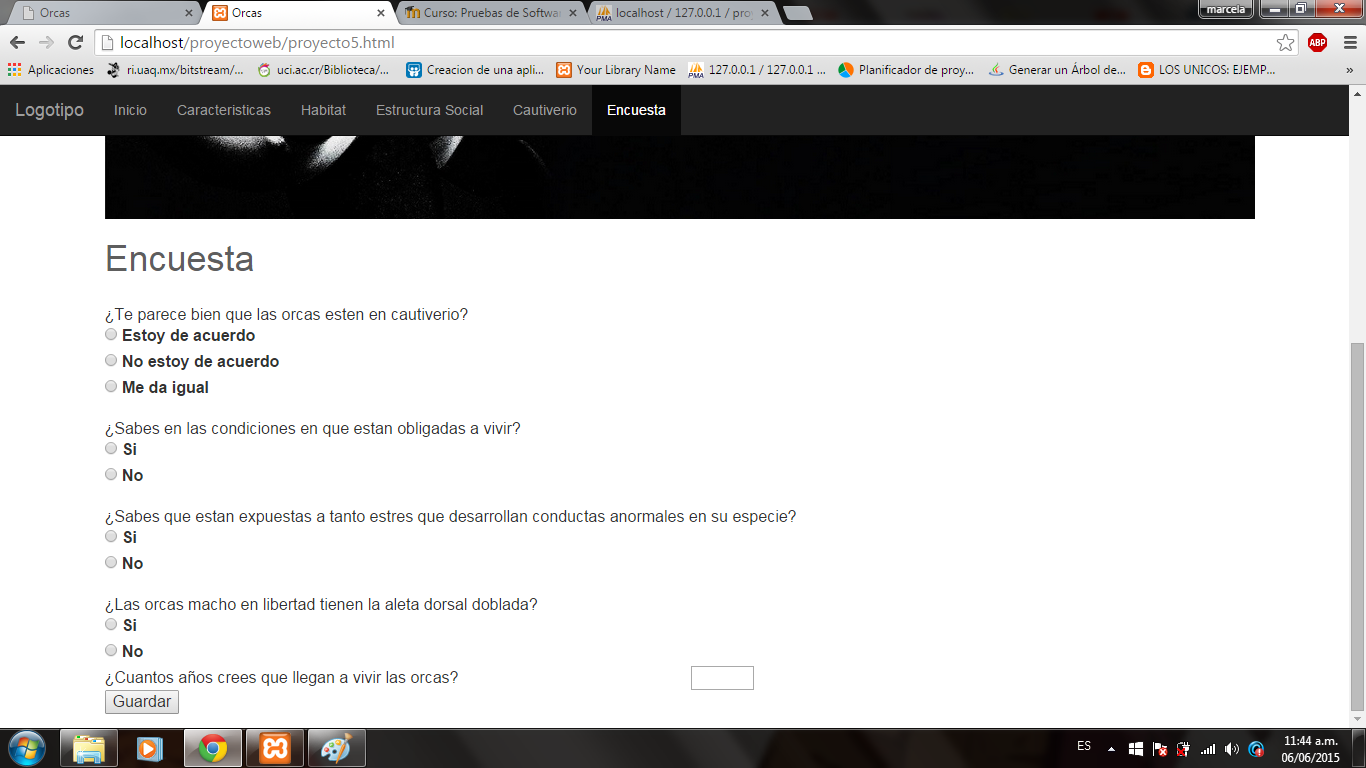 Orcas
Orcas
Curso: Pruebas de Softwar
localhost / 127.0.0.1 / pro
marcela
localhost/proyectoweb/proyecto5.html
ABP
Aplicaciones
ri.uaq.mx/bitstream/...
uci.ac.cr/Biblioteca/...
Creacion de una apli...
Your Library Name
127.0.0.1 / 127.0.0.1 ...
Planificador de proy...
Generar un Árbol de...
LOS UNICOS: EJEMP...
»
Logotipo Inicio Caracteristicas Habitat Estructura Social Cautiverio Encuesta
Encuesta
¿Te parece bien que las orcas esten en cautiverio?
Estoy de acuerdo
No estoy de acuerdo
Me da igual
¿Sabes en las condiciones en que estan obligadas a vivir?
Si
No
¿Sabes que estan expuestas a tanto estres que desarrollan conductas anormales en su especie?
Si
No
¿Las orcas macho en libertad tienen la aleta dorsal doblada?
Si
No
¿Cuantos años crees que llegan a vivir las orcas?
Guardar
ES
11:44 a.m.
06/06/2015